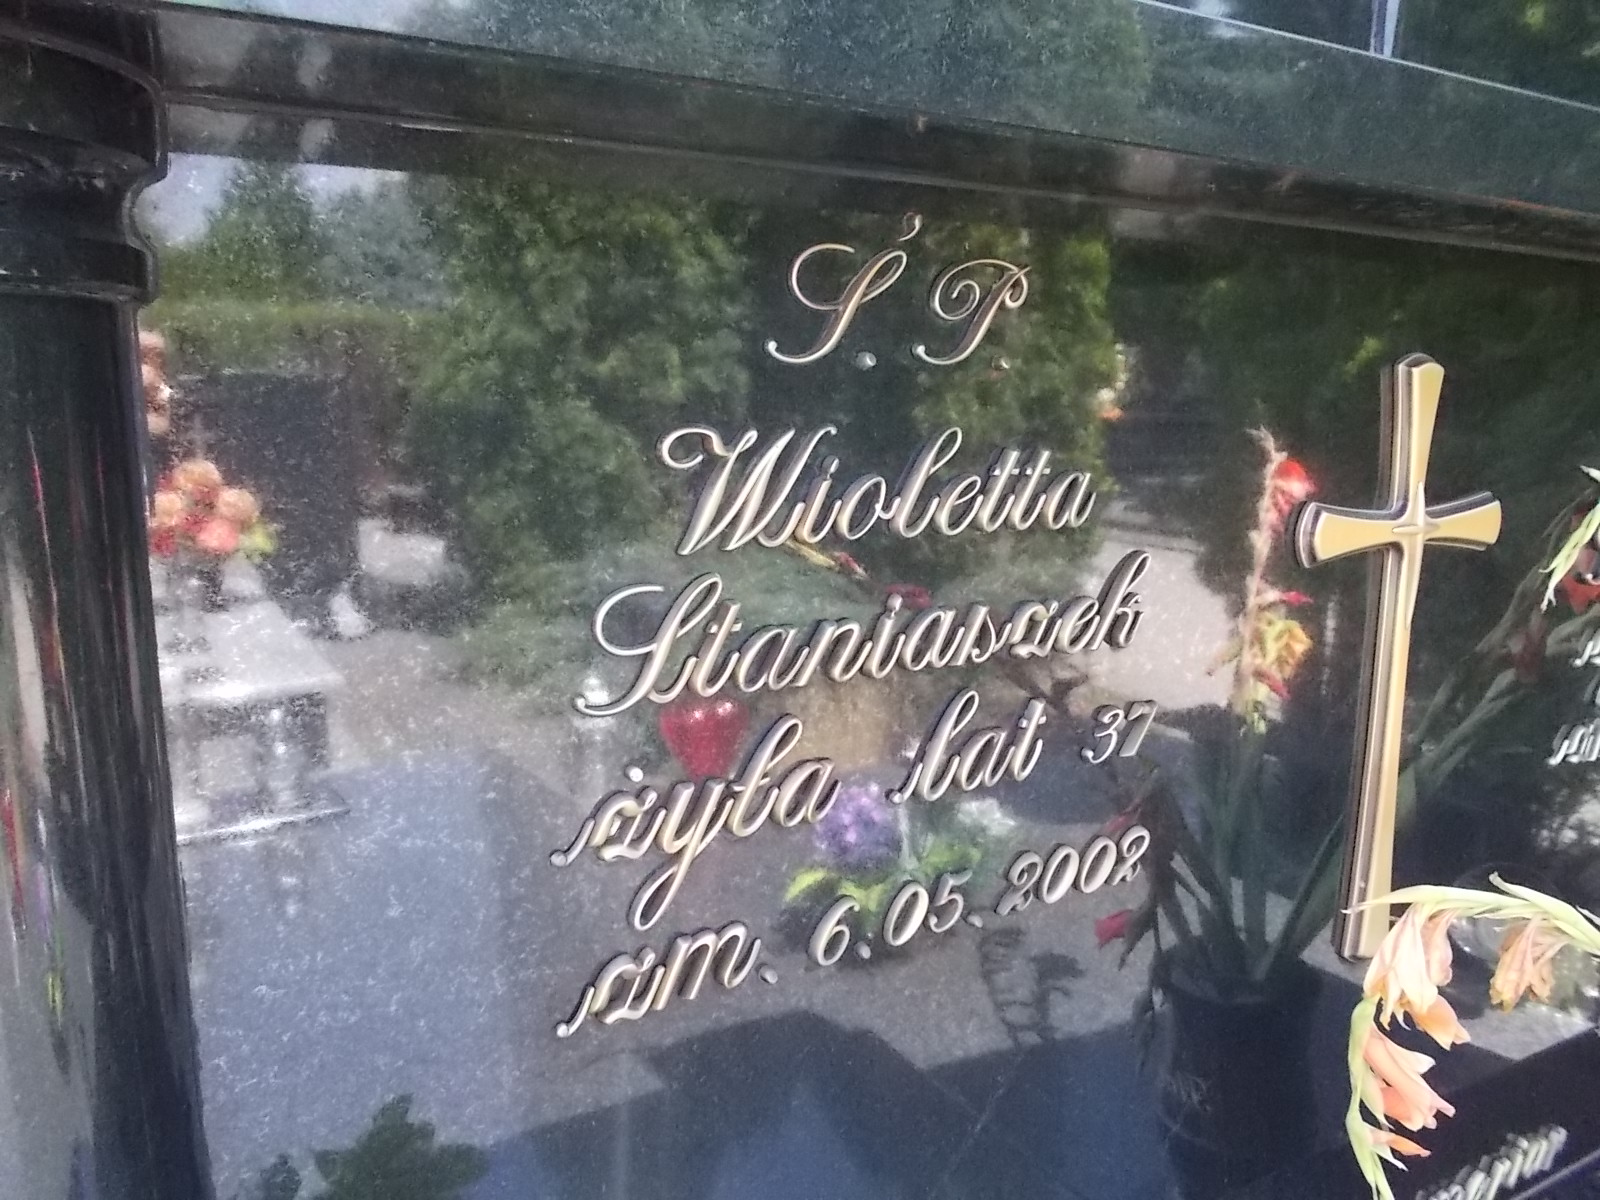 Ś. P.
Wioletta
Staniaszek
żyła lat 37
zm. 6.05.2002